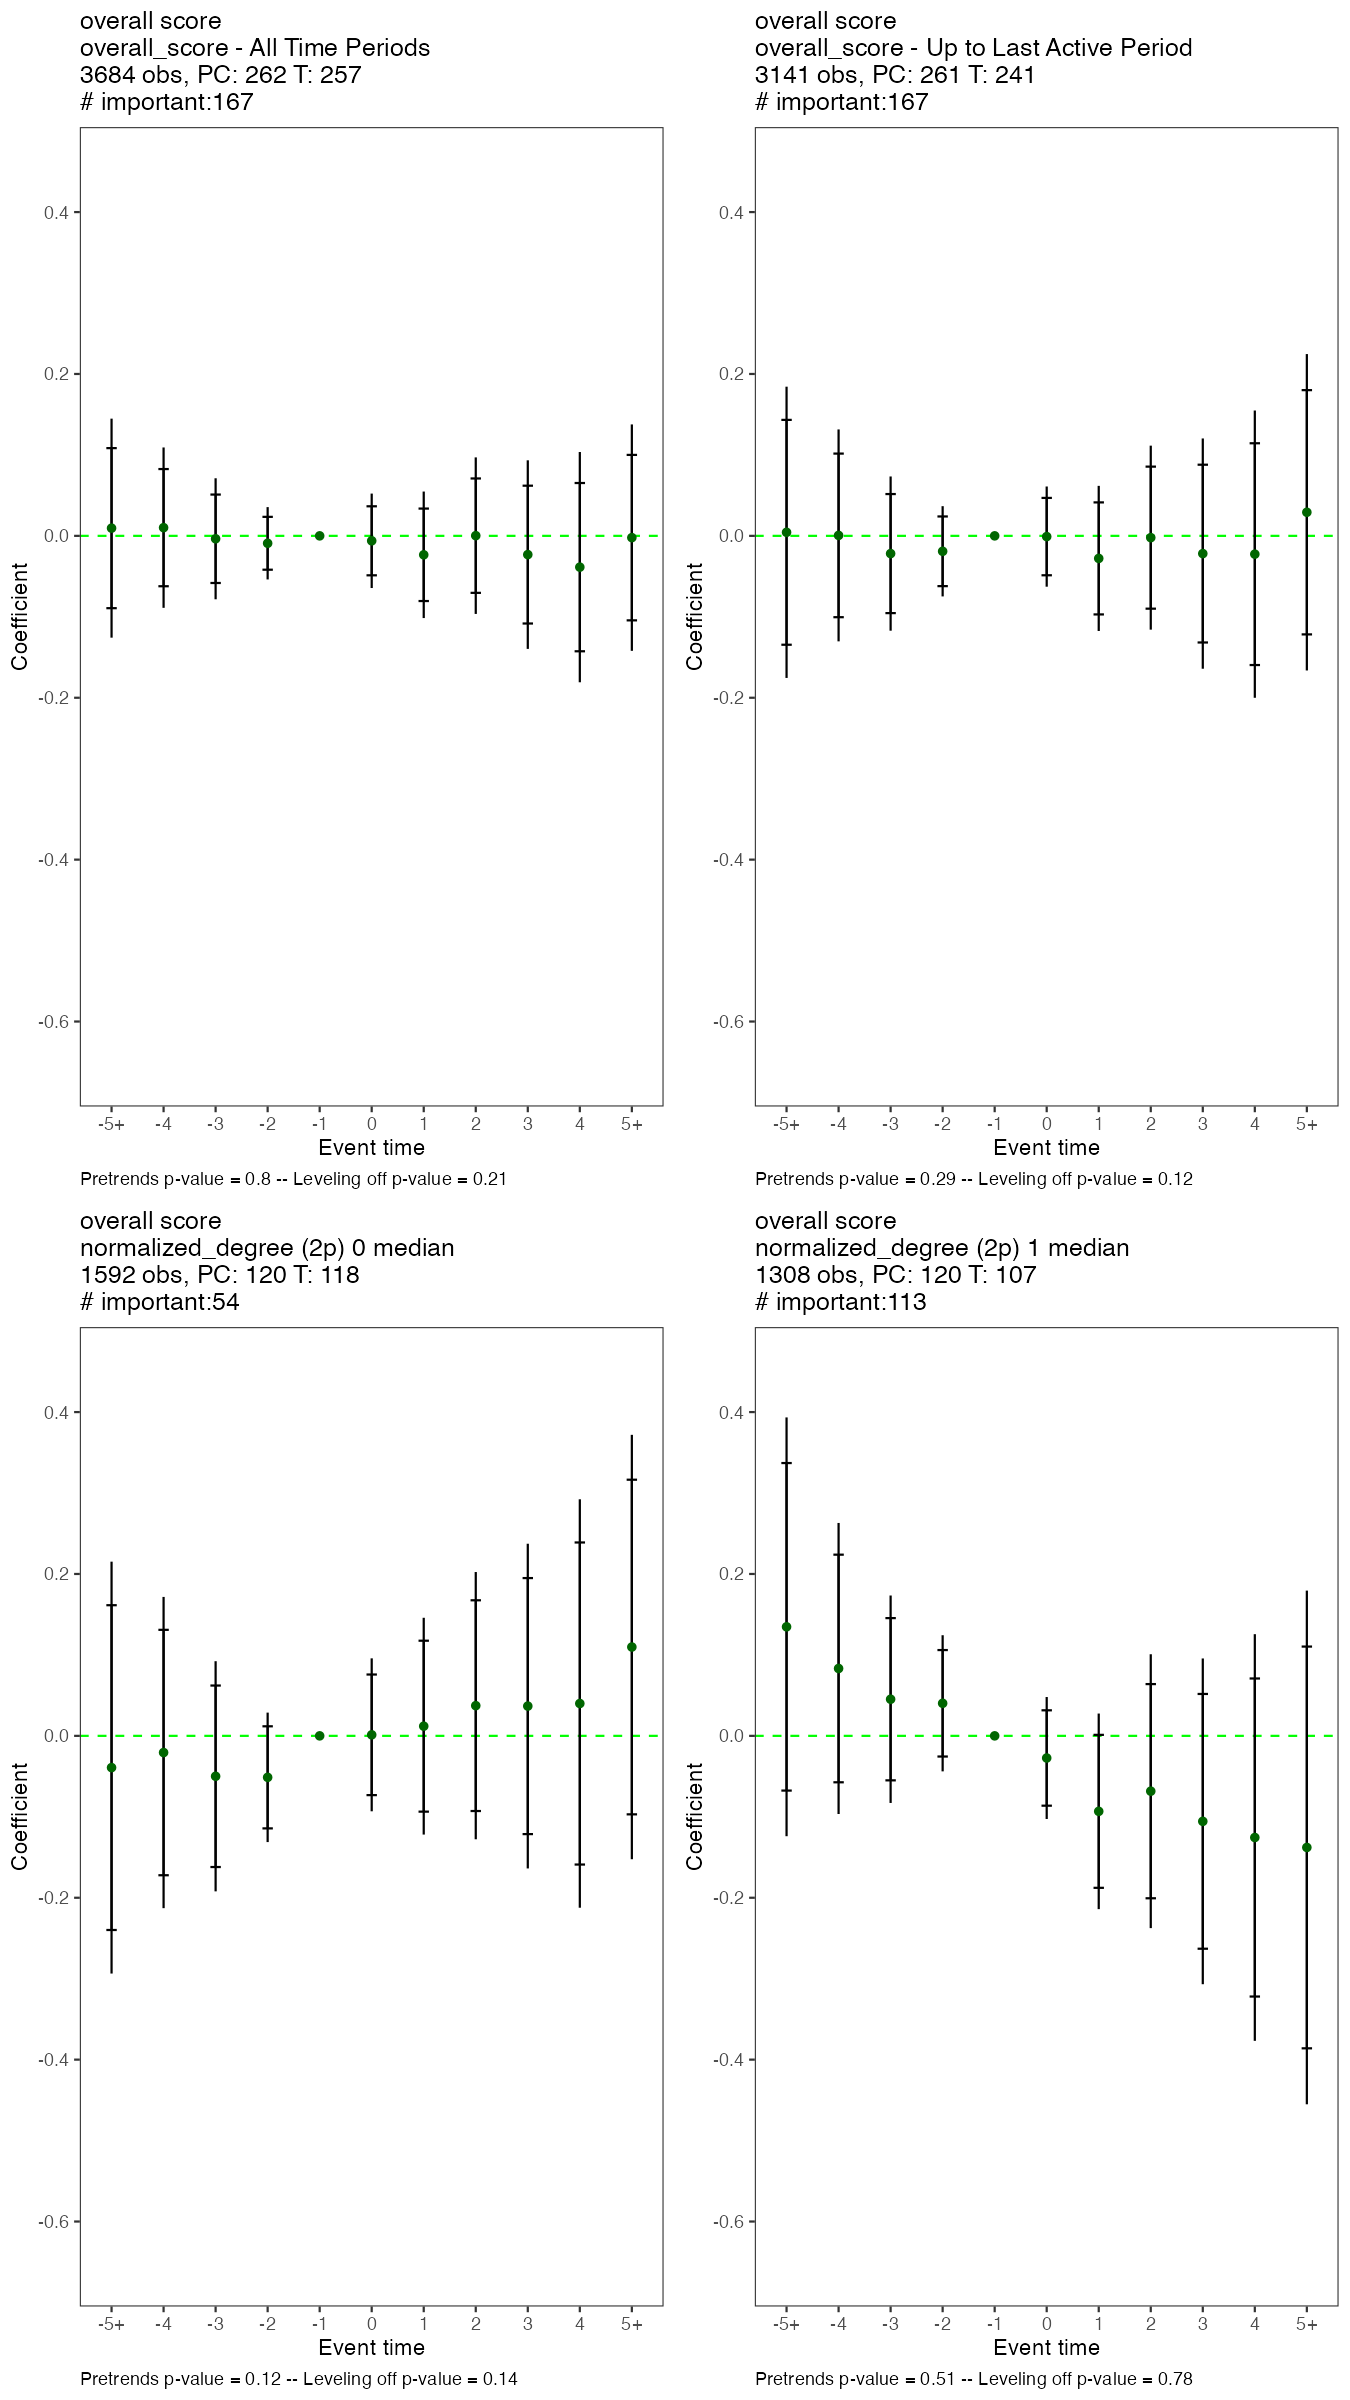 overall score
overall_score - All Time Periods
3684 obs, PC: 262 T: 257
# important:167
0.4
0.2
0.0
-0.2
-0.4
-0.6
Coefficient
-5+ -4 -3 -2 -1 0 1 2 3 4 5+
Event time
Pretrends p-value = 0.8 -- Leveling off p-value = 0.21
overall score
overall_score - Up to Last Active Period
3141 obs, PC: 261 T: 241
# important:167
0.4
0.2
0.0
-0.2
-0.4
-0.6
Coefficient
-5+ -4 -3 -2 -1 0 1 2 3 4 5+
Event time
Pretrends p-value = 0.29 -- Leveling off p-value = 0.12
overall score
normalized_degree (2p) 0 median
1592 obs, PC: 120 T: 118
# important:54
0.4
0.2
0.0
-0.2
-0.4
-0.6
Coefficient
-5+ -4 -3 -2 -1 0 1 2 3 4 5+
Event time
Pretrends p-value = 0.12 -- Leveling off p-value = 0.14
overall score
normalized_degree (2p) 1 median
1308 obs, PC: 120 T: 107
# important:113
0.4
0.2
0.0
-0.2
-0.4
-0.6
Coefficient
-5+ -4 -3 -2 -1 0 1 2 3 4 5+
Event time
Pretrends p-value = 0.51 -- Leveling off p-value = 0.78